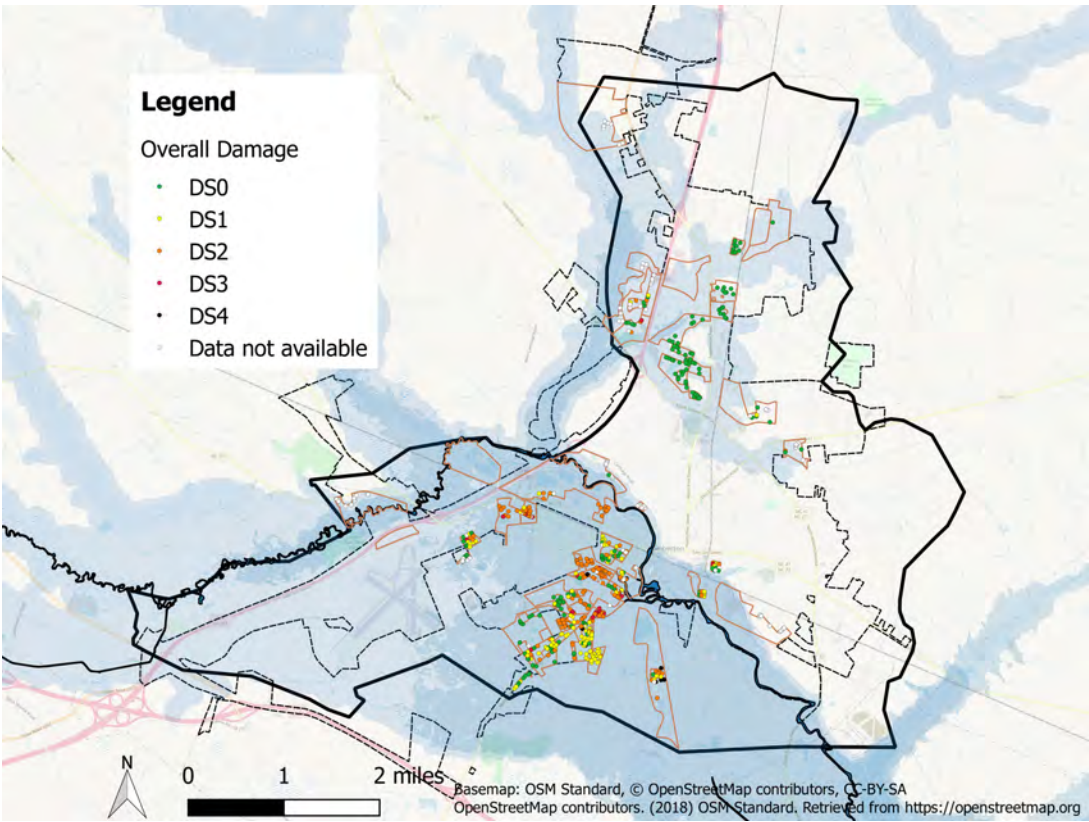 Legend
Overall Damage
DS0
DS1
DS2
DS3
DS4
Data not available
N
0 1 2 miles
Basemap: OSM Standard, © OpenStreetMap contributors, CC-BY-SA
OpenStreetMap contributors. (2018) OSM Standard. Retrieved from https://openstreetmap.org